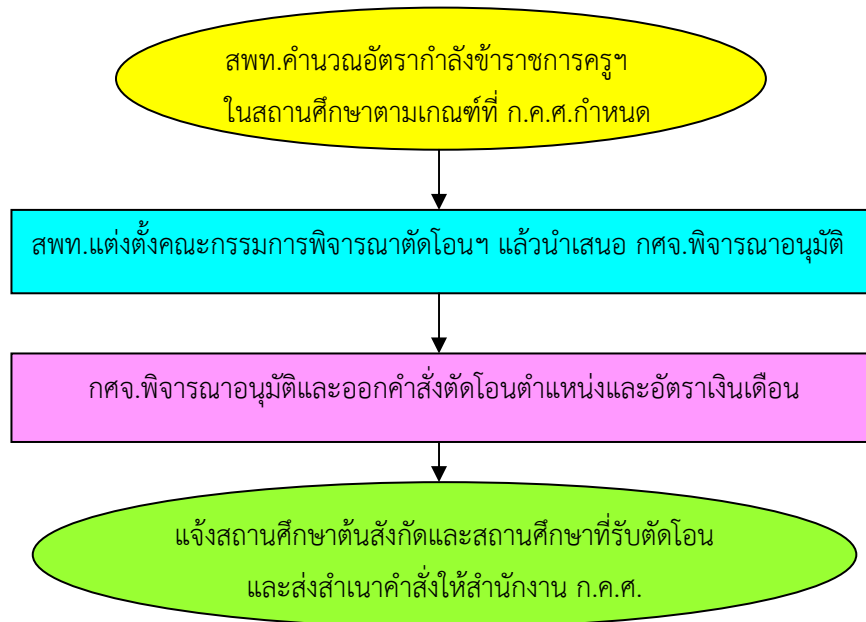 สพท.คำนวณอัตรากำลังข้าราชการครูฯ
ในสถานศึกษาตามเกณฑ์ที่ ก.ค.ศ.กำหนด
สพท.แต่งตั้งคณะกรรมการพิจารณาตัดโอนฯ แล้วนำเสนอ กศจ.พิจารณาอนุมัติ
กศจ.พิจารณาอนุมัติและออกคำสั่งตัดโอนตำแหน่งและอัตราเงินเดือน
แจ้งสถานศึกษาต้นสังกัดและสถานศึกษาที่รับตัดโอน
และส่งสำเนาคำสั่งให้สำนักงาน ก.ค.ศ.